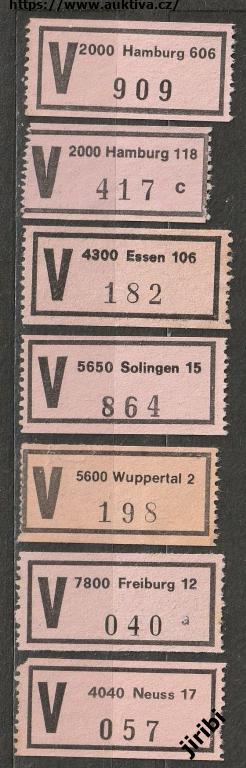 https://www.auktiva.cz/
V 2000 Hamburg 606
909
V 2000 Hamburg 118
417 c
V 4300 Essen 106
182
V 5650 Solingen 15
864
V 5600 Wuppertal 2
198
V 7800 Freiburg 12
040 a
V 4040 Neuss 17
057
jiribi